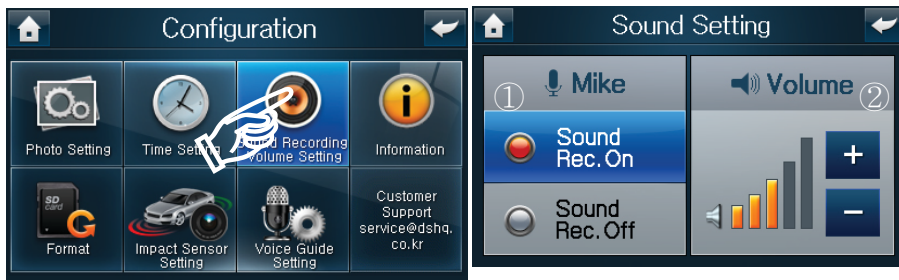 Configuration
Photo Setting
Time Setting
Sound Recording
Volume Setting
Information
SD
card
Format
Impact Sensor
Setting
Voice Guide
Setting
Customer
Support
service@dshq.
co.kr
Sound Setting
① Mike
Sound
Rec. On
Sound
Rec. Off
Volume ②
+
−